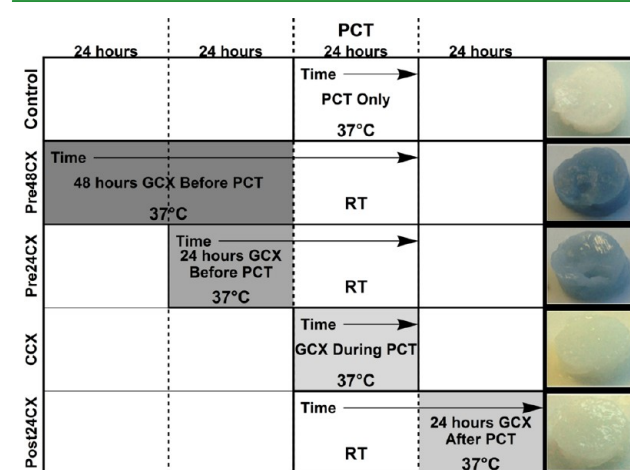 PCT
24 hours 24 hours 24 hours 24 hours
Control
Time
PCT Only
37°C
Pre48CX
Time
48 hours GCX Before PCT
37°C
RT
Pre24CX
Time
24 hours GCX
Before PCT
37°C
RT
CCX
Time
GCX During PCT
37°C
Post24CX
Time
RT
24 hours GCX
After PCT
37°C